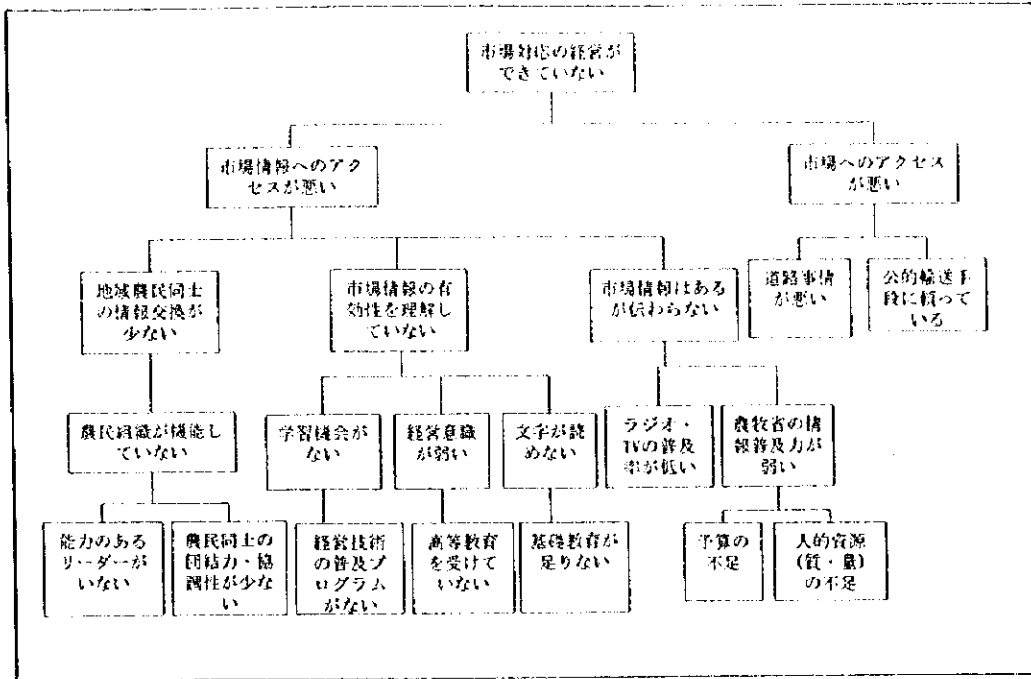 市場対応の経営が
できていない
市場情報へのアク
セスが悪い
市場へのアクセス
が悪い
地域農民同士
の情報交換が
少ない
市場情報の有
効性を理解し
ていない
市場情報はある
が伝わらない
道路事情
が悪い
公的輸送手
段に頼って
いる
農民組織が機能し
ていない
学習機会が
ない
経営意識
が弱い
文字が読
めない
ラジオ・
TVの普及
率が低い
農牧省の情
報普及力が
弱い
能力のある
リーダーが
いない
農民同士の
団結力・協
調性が少な
い
経営技術
の普及プ
ログラム
がない
高等教育
を受けて
いない
基礎教育が
足りない
予算の
不足
人的資源
(質・量)
の不足